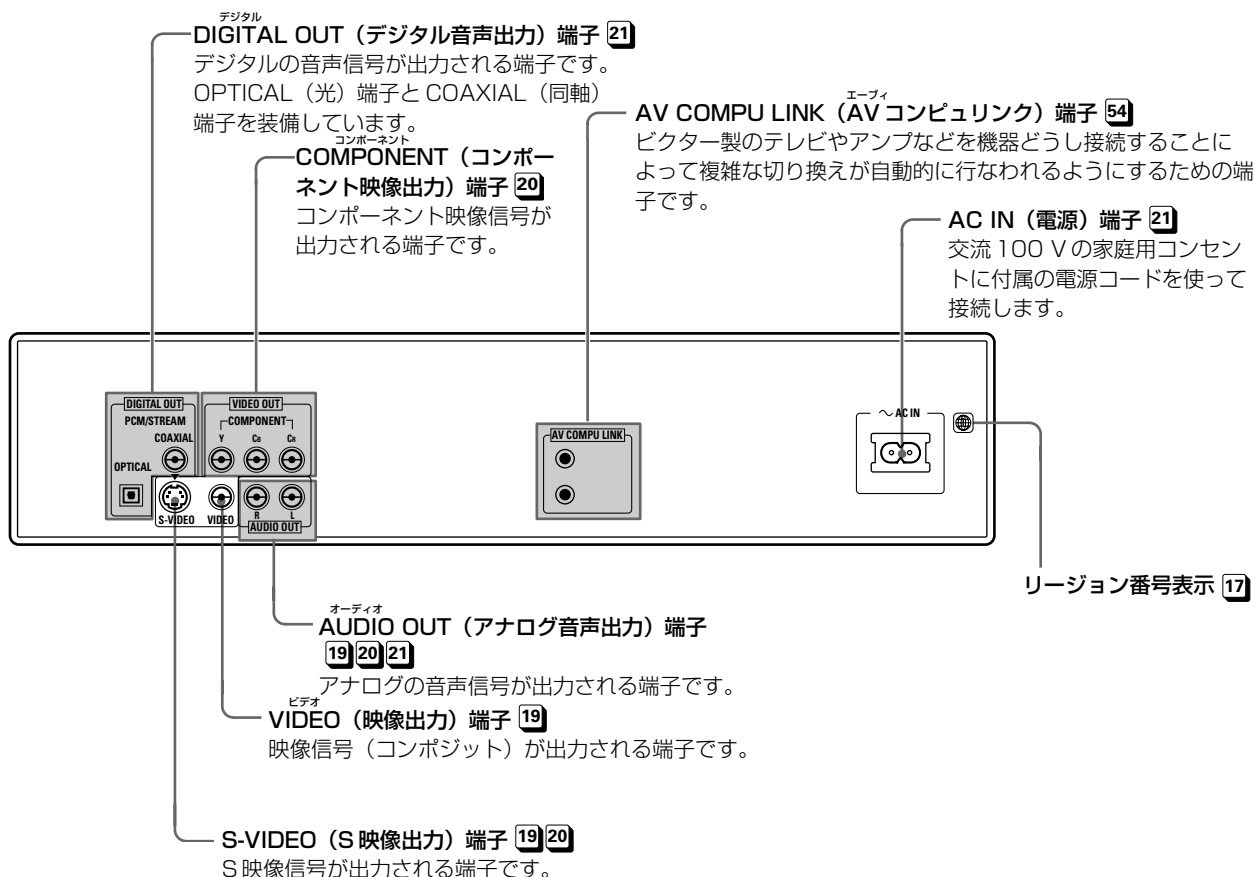 デジタル
DIGITAL OUT（デジタル音声出力）端子 21
デジタルの音声信号が出力される端子です。
OPTICAL（光）端子と COAXIAL（同軸）
端子を装備しています。
コンポーネント
COMPONENT（コンポー
ネント映像出力）端子 20
コンポーネント映像信号が
出力される端子です。
エーブイ
AV COMPU LINK（AV コンピュリンク）端子 54
ビクター製のテレビやアンプなどを機器どうし接続することに
よって複雑な切り換えが自動的に行なわれるようにするための端
子です。
AC IN（電源）端子 21
交流 100 V の家庭用コンセン
トに付属の電源コードを使って
接続します。
DIGITAL OUT
PCM/STREAM
COAXIAL
OPTICAL
VIDEO OUT
COMPONENT
Y CB CR
S-VIDEO VIDEO
R L
AUDIO OUT
AV COMPU LINK
～ AC IN
リージョン番号表示 17
オーディオ
AUDIO OUT（アナログ音声出力）端子
19 20 21
アナログの音声信号が出力される端子です。
ビデオ
VIDEO（映像出力）端子 19
映像信号（コンポジット）が出力される端子です。
S-VIDEO（S 映像出力）端子 19 20
S 映像信号が出力される端子です。